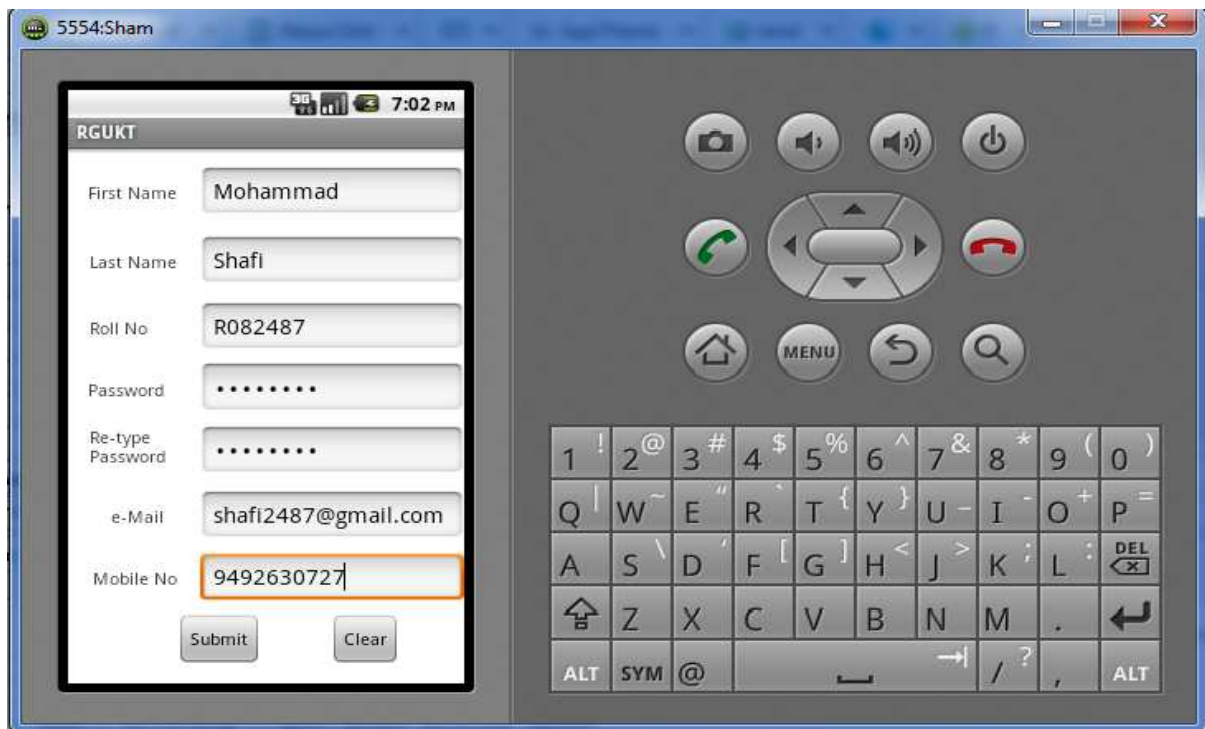 5554:Sham
3G 7:02 PM
RGUKT
First Name Mohammad
Last Name Shafi
Roll No R082487
Password ••••••••
Re-type
Password ••••••••
e-Mail shafi2487@gmail.com
Mobile No 9492630727
Submit Clear
MENU
1 ! 2 @ 3 # 4 $ 5 % 6 ^ 7 & 8 * 9 ( 0 )
Q | W ~ E " R ` T { Y } U _ I - O + P =
A S \ D ' F [ G ] H < J > K ; L : DEL
Z X C V B N M .
ALT SYM @ / ? , ALT